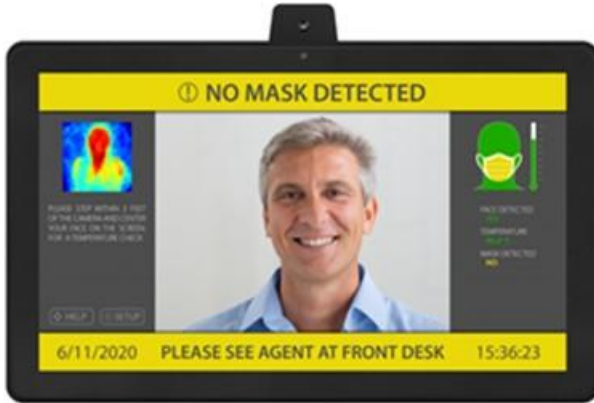 NO MASK DETECTED
PLEASE STEP WITHIN 3 FEET
OF THE CAMERA AND CENTER
YOUR FACE ON THE SCREEN
FOR A TEMPERATURE CHECK
HELP
SETUP
FACE DETECTED
YES
TEMPERATURE
MASK DETECTED
NO
6/11/2020
PLEASE SEE AGENT AT FRONT DESK
15:36:23